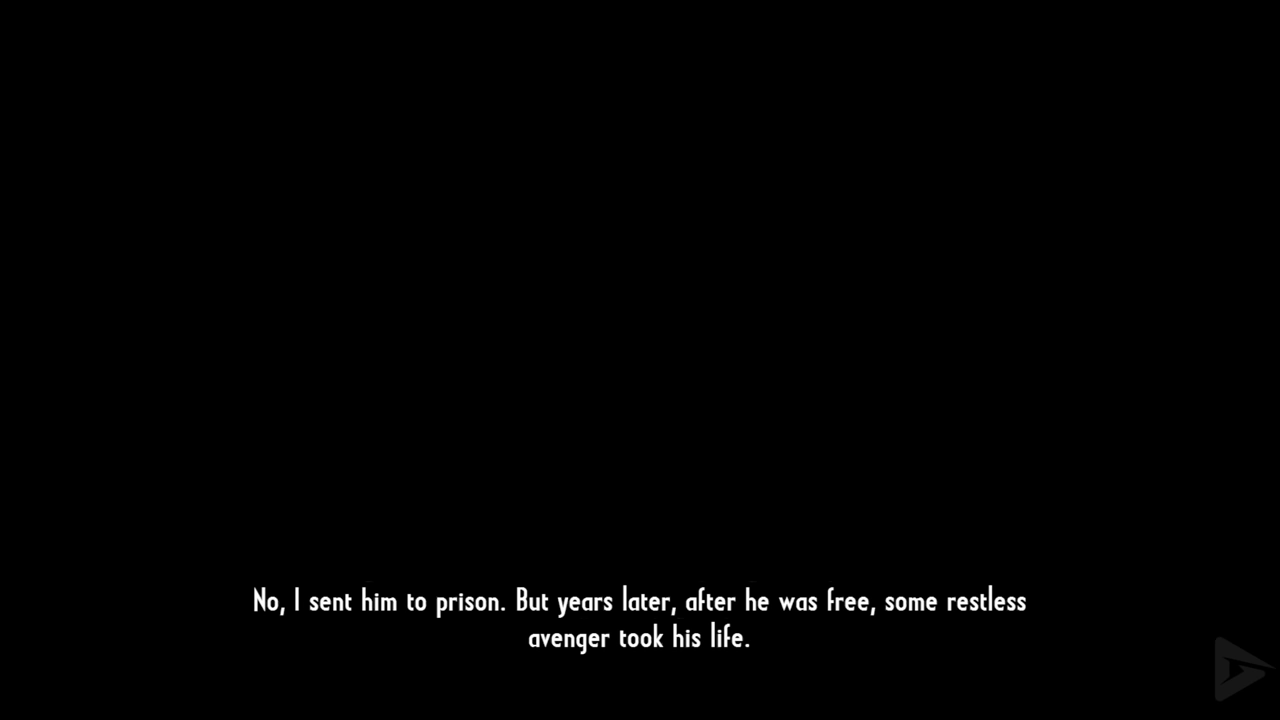 No, I sent him to prison. But years later, after he was free, some restless
avenger took his life.